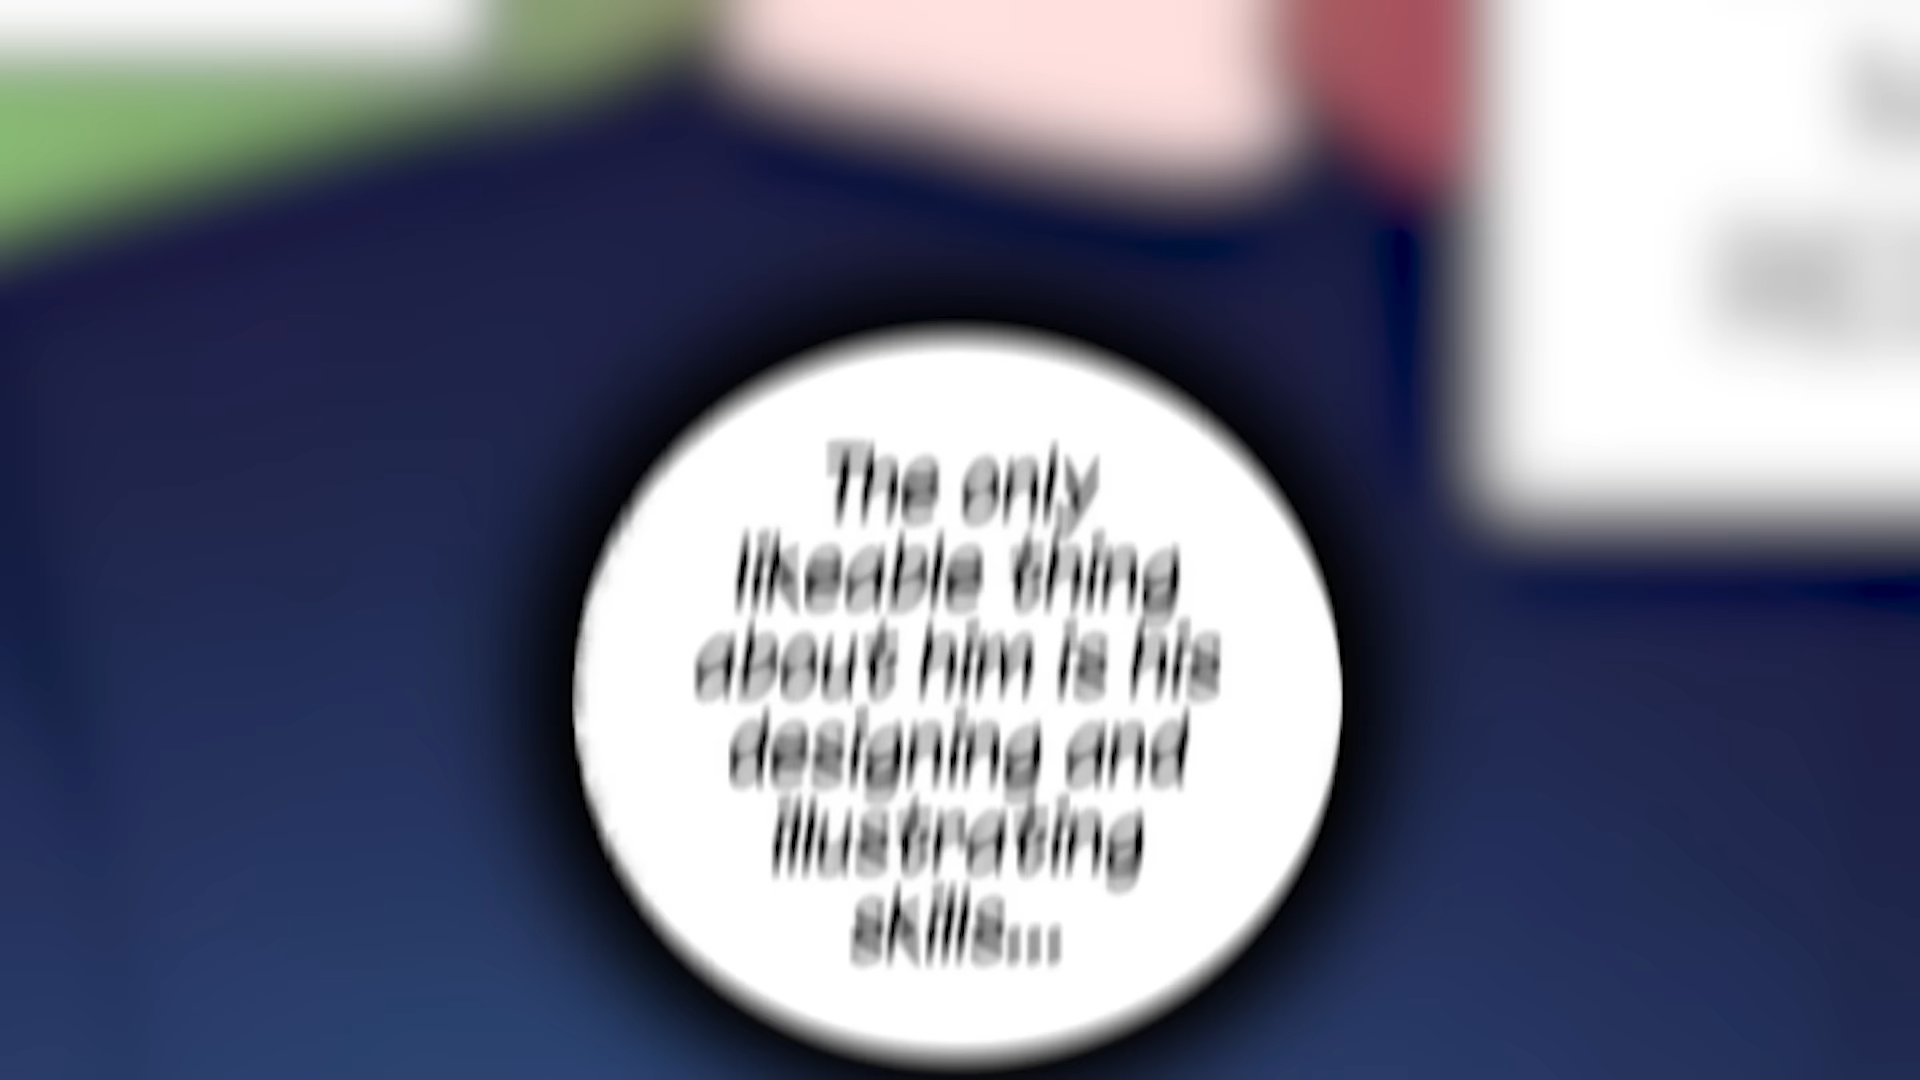 The only
likeable thing
about him is his
designing and
illustrating
skills...